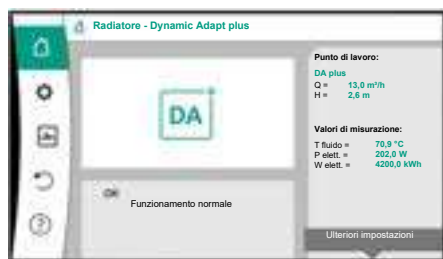 Radiatore - Dynamic Adapt plus
DA
OK
Funzionamento normale
Punto di lavoro:
DA plus
Q = 13,0 m³/h
H = 2,6 m
Valori di misurazione:
T fluido = 70,9 °C
P elett. = 202,0 W
W elett. = 4200,0 kWh
Ulteriori impostazioni